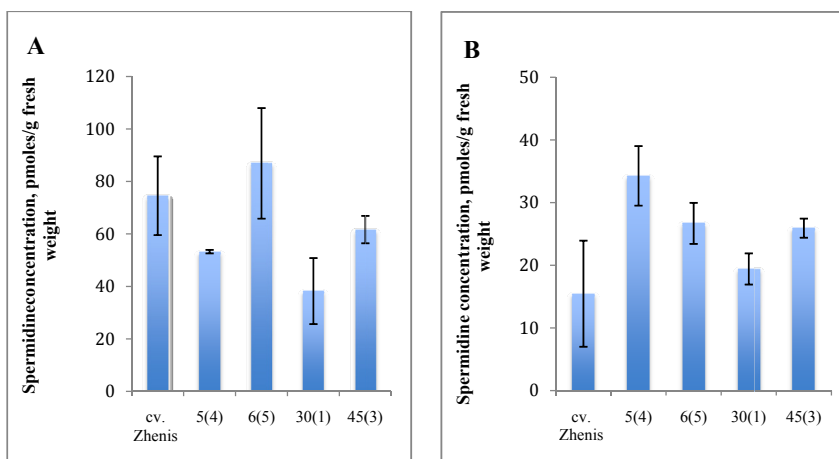 A
Spermidineconcentration, pmoles/g fresh
weight
120
100
80
60
40
20
0
cv.
Zhenis
5(4)
6(5)
30(1)
45(3)
B
Spermidine concentration, pmoles/g fresh
weight
50
40
30
20
10
0
cv.
Zhenis
5(4)
6(5)
30(1)
45(3)